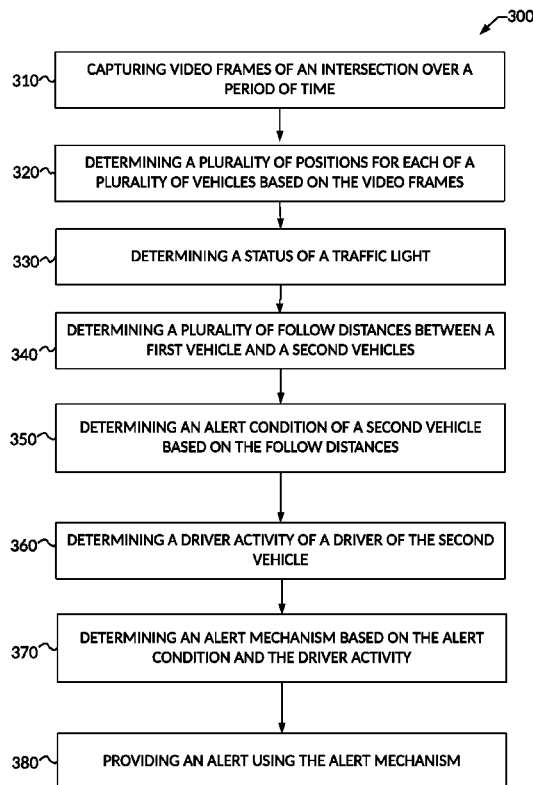 300
310
CAPTURING VIDEO FRAMES OF AN INTERSECTION OVER A
PERIOD OF TIME
320
DETERMINING A PLURALITY OF POSITIONS FOR EACH OF A
PLURALITY OF VEHICLES BASED ON THE VIDEO FRAMES
330
DETERMINING A STATUS OF A TRAFFIC LIGHT
340
DETERMINING A PLURALITY OF FOLLOW DISTANCES BETWEEN A
FIRST VEHICLE AND A SECOND VEHICLES
350
DETERMINING AN ALERT CONDITION OF A SECOND VEHICLE
BASED ON THE FOLLOW DISTANCES
360
DETERMINING A DRIVER ACTIVITY OF A DRIVER OF THE SECOND
VEHICLE
370
DETERMINING AN ALERT MECHANISM BASED ON THE ALERT
CONDITION AND THE DRIVER ACTIVITY
380
PROVIDING AN ALERT USING THE ALERT MECHANISM